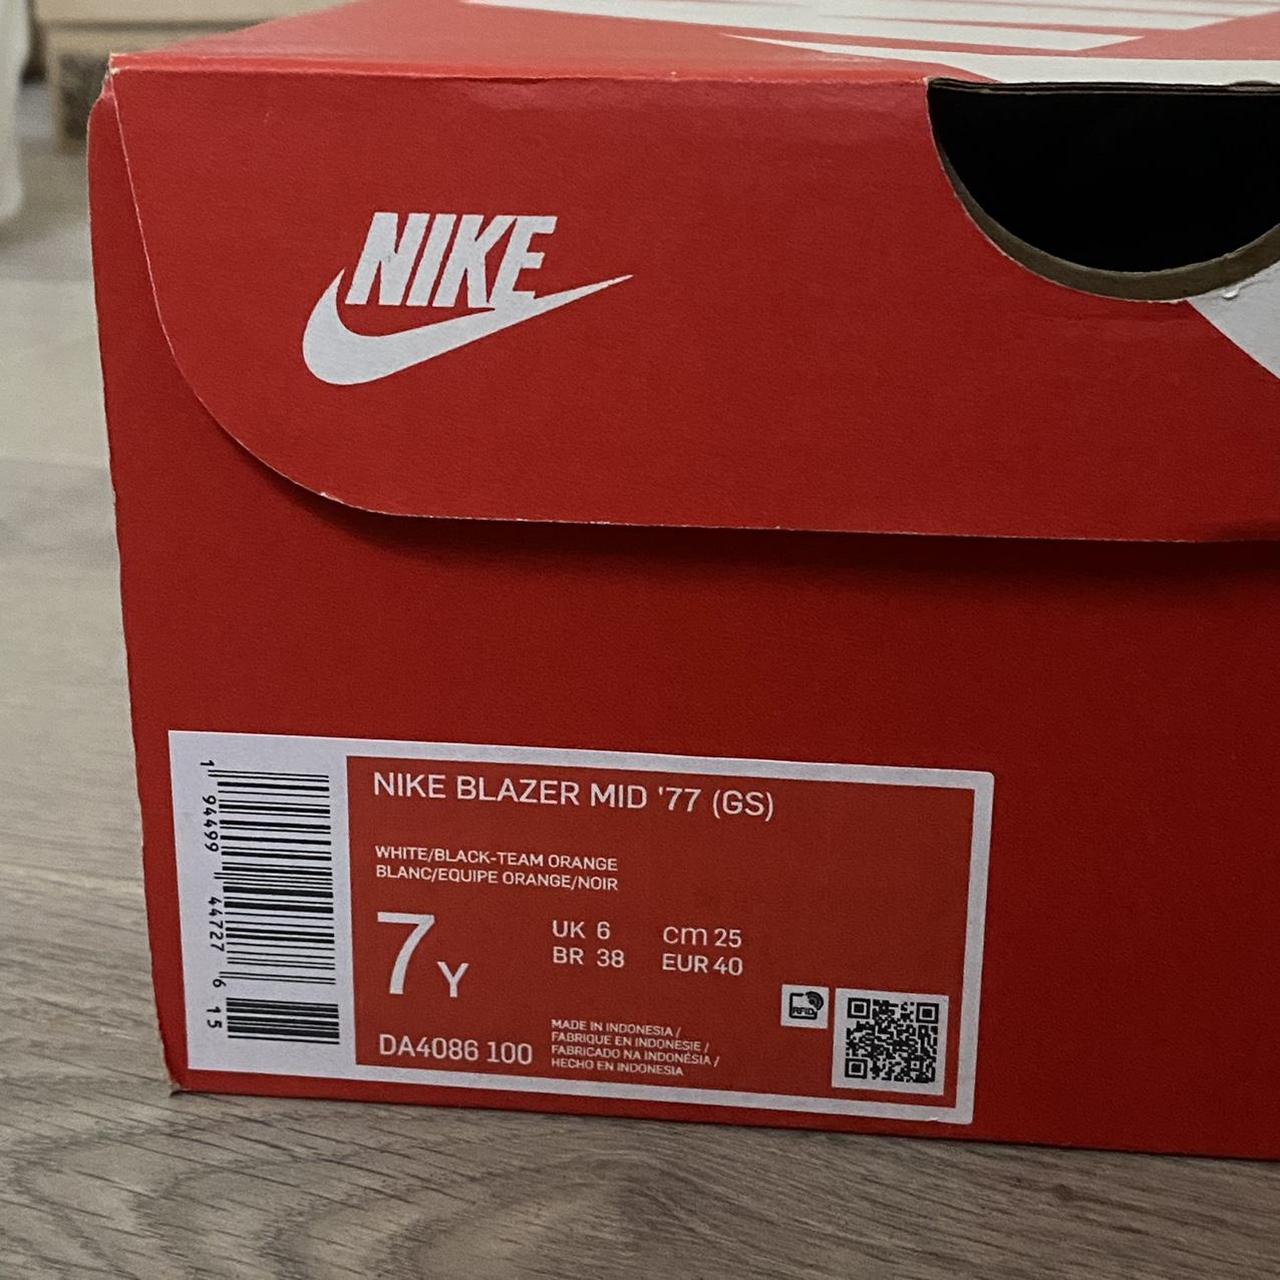 NIKE
NIKE BLAZER MID '77 (GS)
WHITE/BLACK-TEAM ORANGE
BLANC/EQUIPE ORANGE/NOIR
7Y
UK 6
BR 38
cm 25
EUR 40
DA4086 100
MADE IN INDONESIA /
FABRIQUE EN INDONESIE /
FABRICADO NA INDONÉSIA /
HECHO EN INDONESIA
RFID
1 94499 44727 6 15